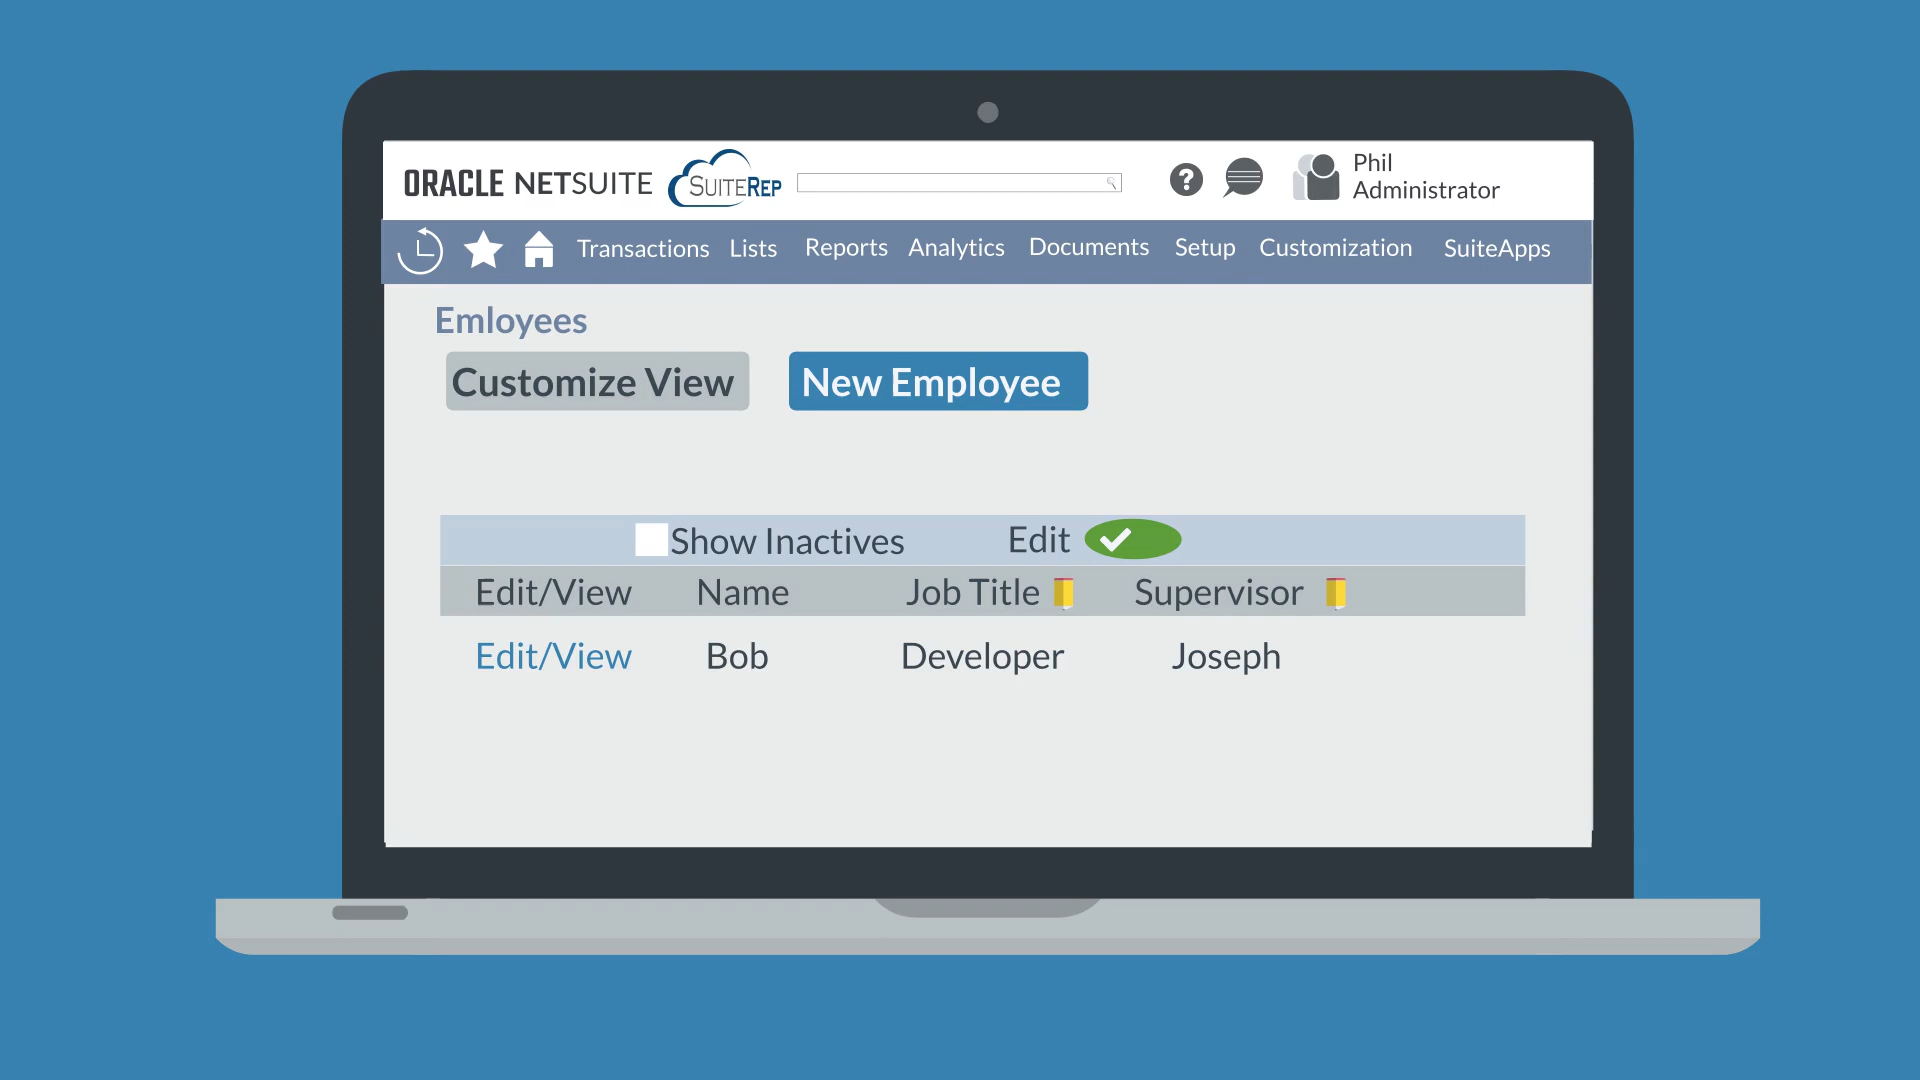 ORACLE NETSUITE SUITEREP
Phil
Administrator
Transactions Lists Reports Analytics Documents Setup Customization SuiteApps
Emloyees
Customize View New Employee
Show Inactives Edit
Edit/View Name Job Title Supervisor
Edit/View Bob Developer Joseph